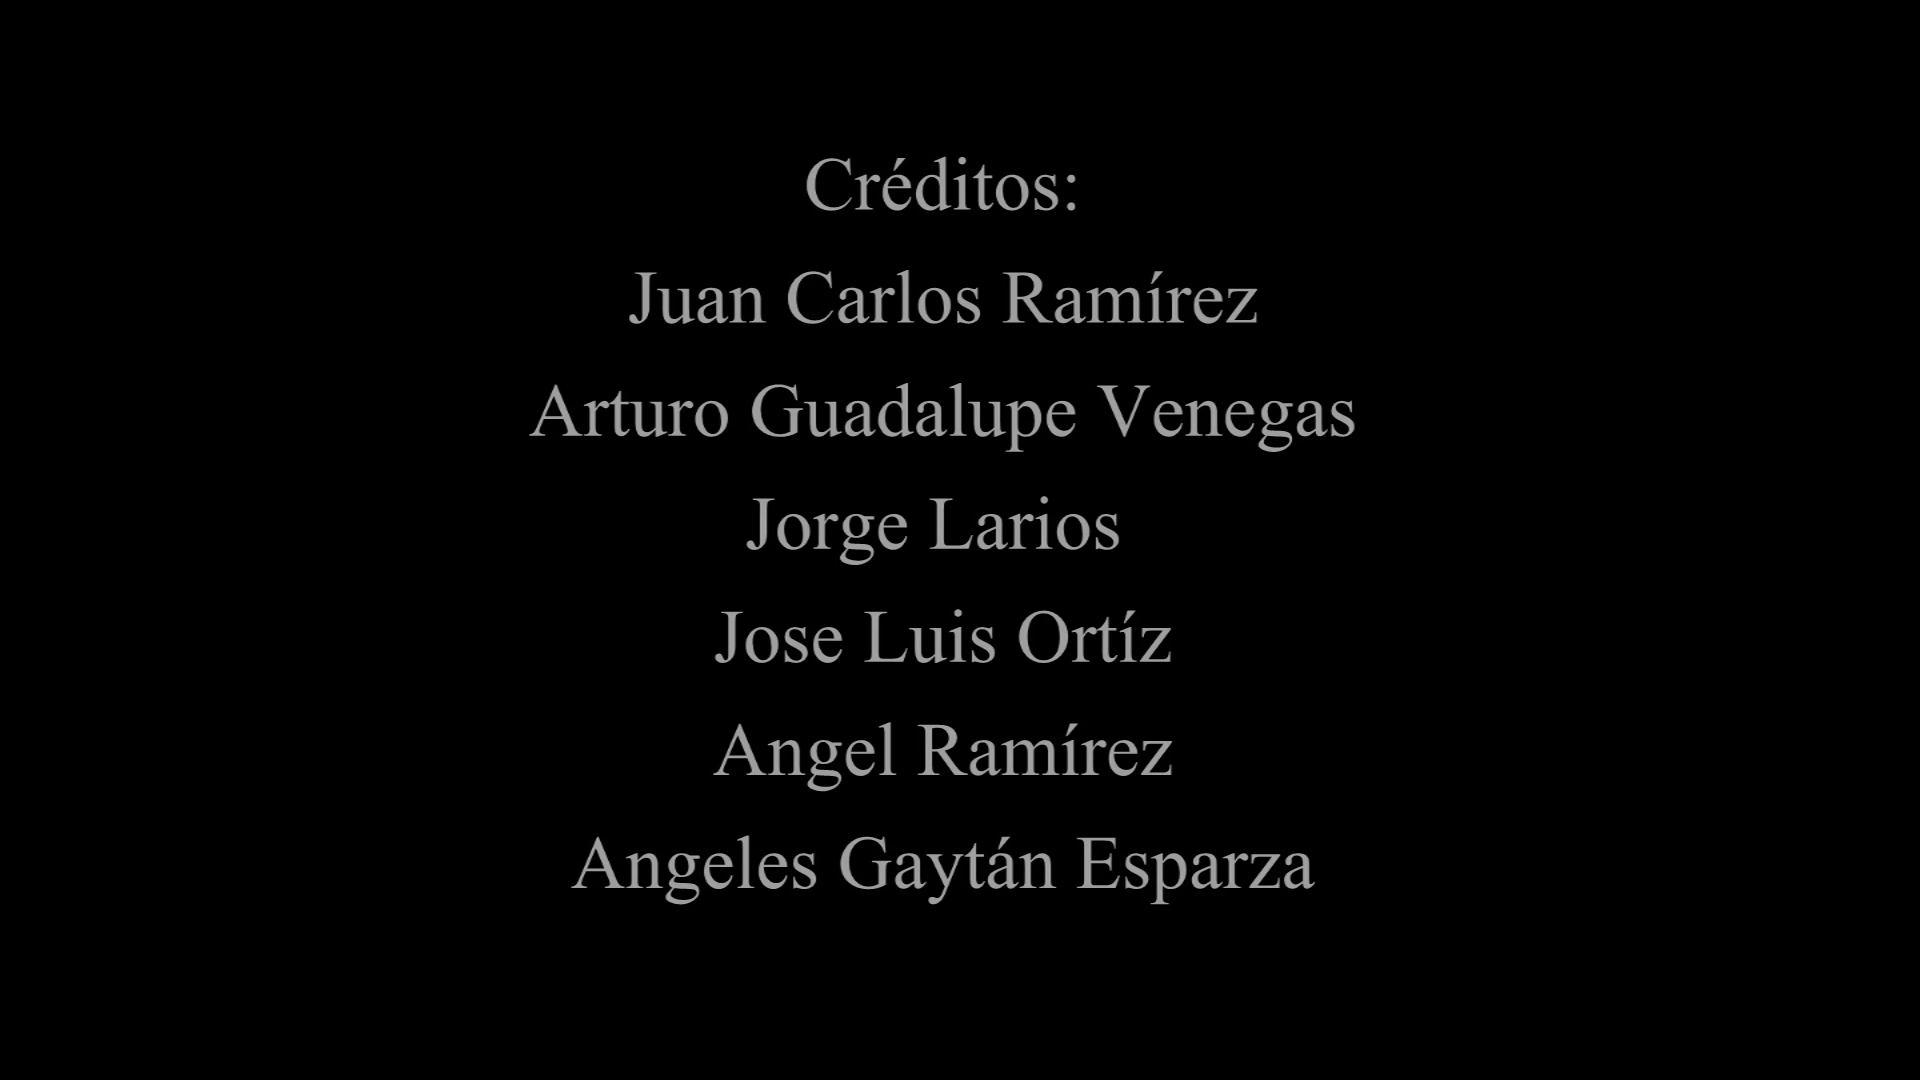 Créditos:
Juan Carlos Ramírez
Arturo Guadalupe Venegas
Jorge Larios
Jose Luis Ortíz
Angel Ramírez
Angeles Gaytán Esparza